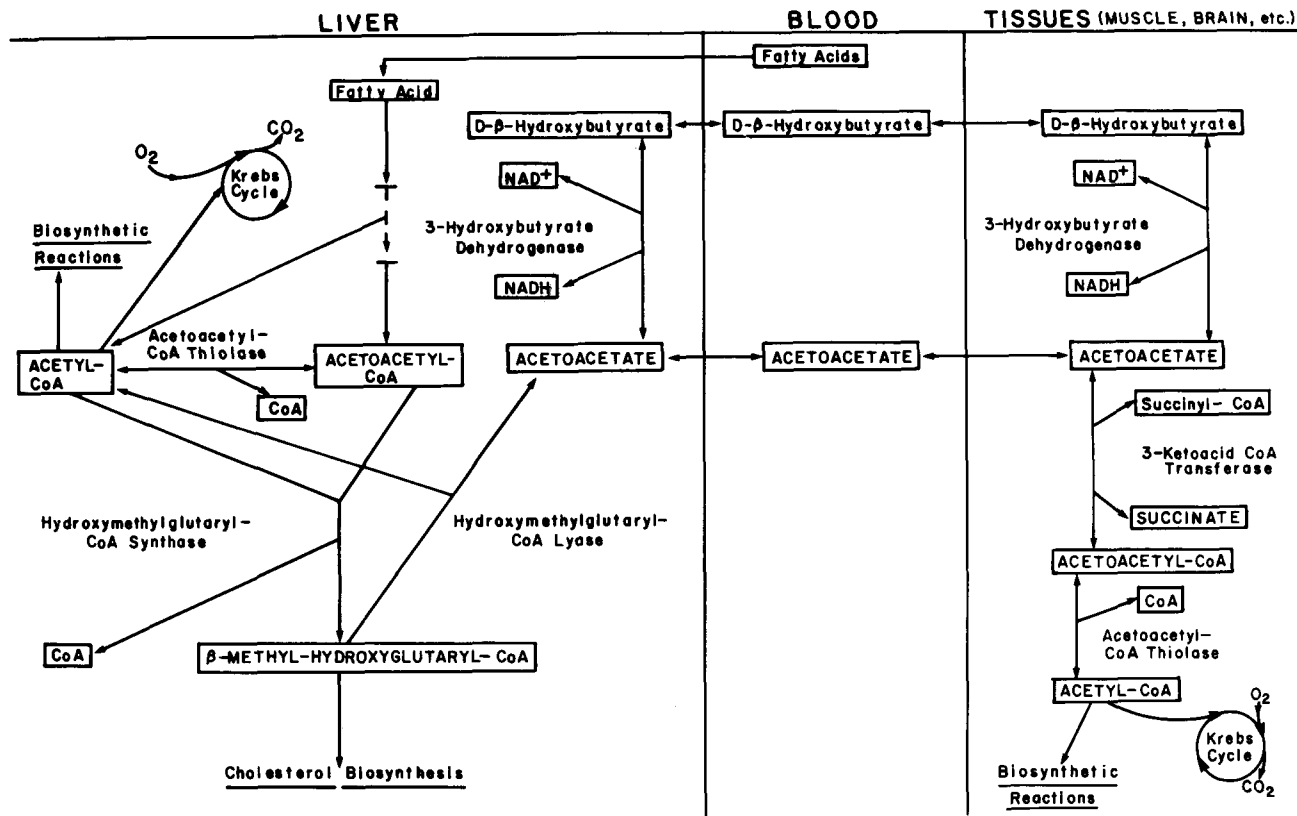 LIVER
BLOOD
TISSUES (MUSCLE, BRAIN, etc.)
Fatty Acids
Fatty Acid
D-β-Hydroxybutyrate
D-β-Hydroxybutyrate
D-β-Hydroxybutyrate
O2
CO2
Krebs
Cycle
NAD+
NAD+
Biosynthetic
Reactions
3-Hydroxybutyrate
Dehydrogenase
3-Hydroxybutyrate
Dehydrogenase
NADH
NADH
Acetoacetyl-
CoA Thiolase
ACETYL-
CoA
ACETOACETYL-
CoA
ACETOACETATE
ACETOACETATE
ACETOACETATE
CoA
Succinyl-CoA
3-Ketoacid CoA
Transferase
SUCCINATE
Hydroxymethylglutaryl-
CoA Synthase
Hydroxymethylglutaryl-
CoA Lyase
ACETOACETYL-CoA
CoA
Acetoacetyl-
CoA Thiolase
CoA
β-METHYL-HYDROXYGLUTARYL-CoA
ACETYL-CoA
O2
Krebs
Cycle
CO2
Cholesterol Biosynthesis
Biosynthetic
Reactions